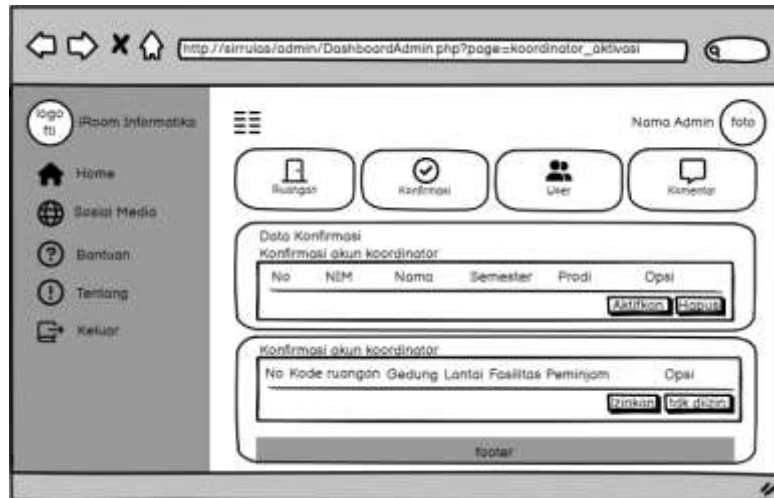 http://sirrulas/admin/DashboardAdmin.php?page=koordinator_aktivasi
logo
fti
iRoom Informatika
Home
Sosial Media
Bantuan
Tentang
Keluar
Nama Admin
foto
Ruangan
Konfirmasi
User
Komentar
Data Konfirmasi
Konfirmasi akun koordinator
No NIM Nama Semester Prodi Opsi
Aktifkan Hapus
Konfirmasi akun koordinator
No Kode ruangan Gedung Lantai Fasilitas Peminjam Opsi
Izinkan tdk diizin
footer